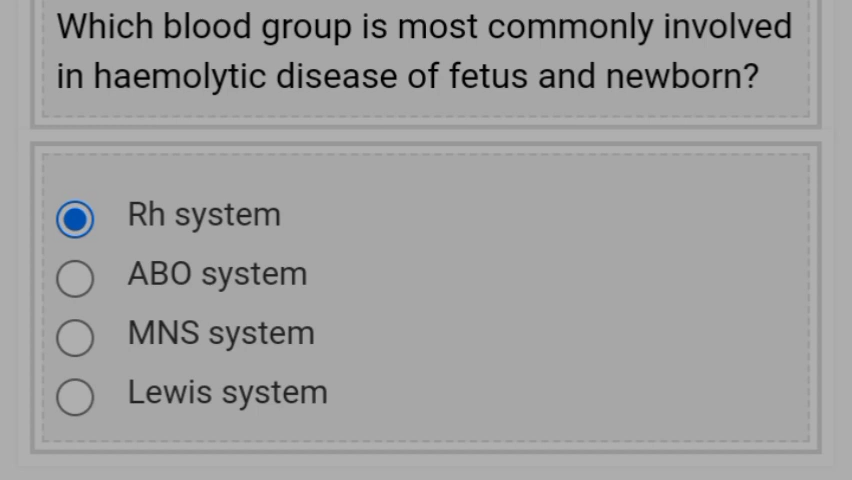 Which blood group is most commonly involved
in haemolytic disease of fetus and newborn?
Rh system
ABO system
MNS system
Lewis system